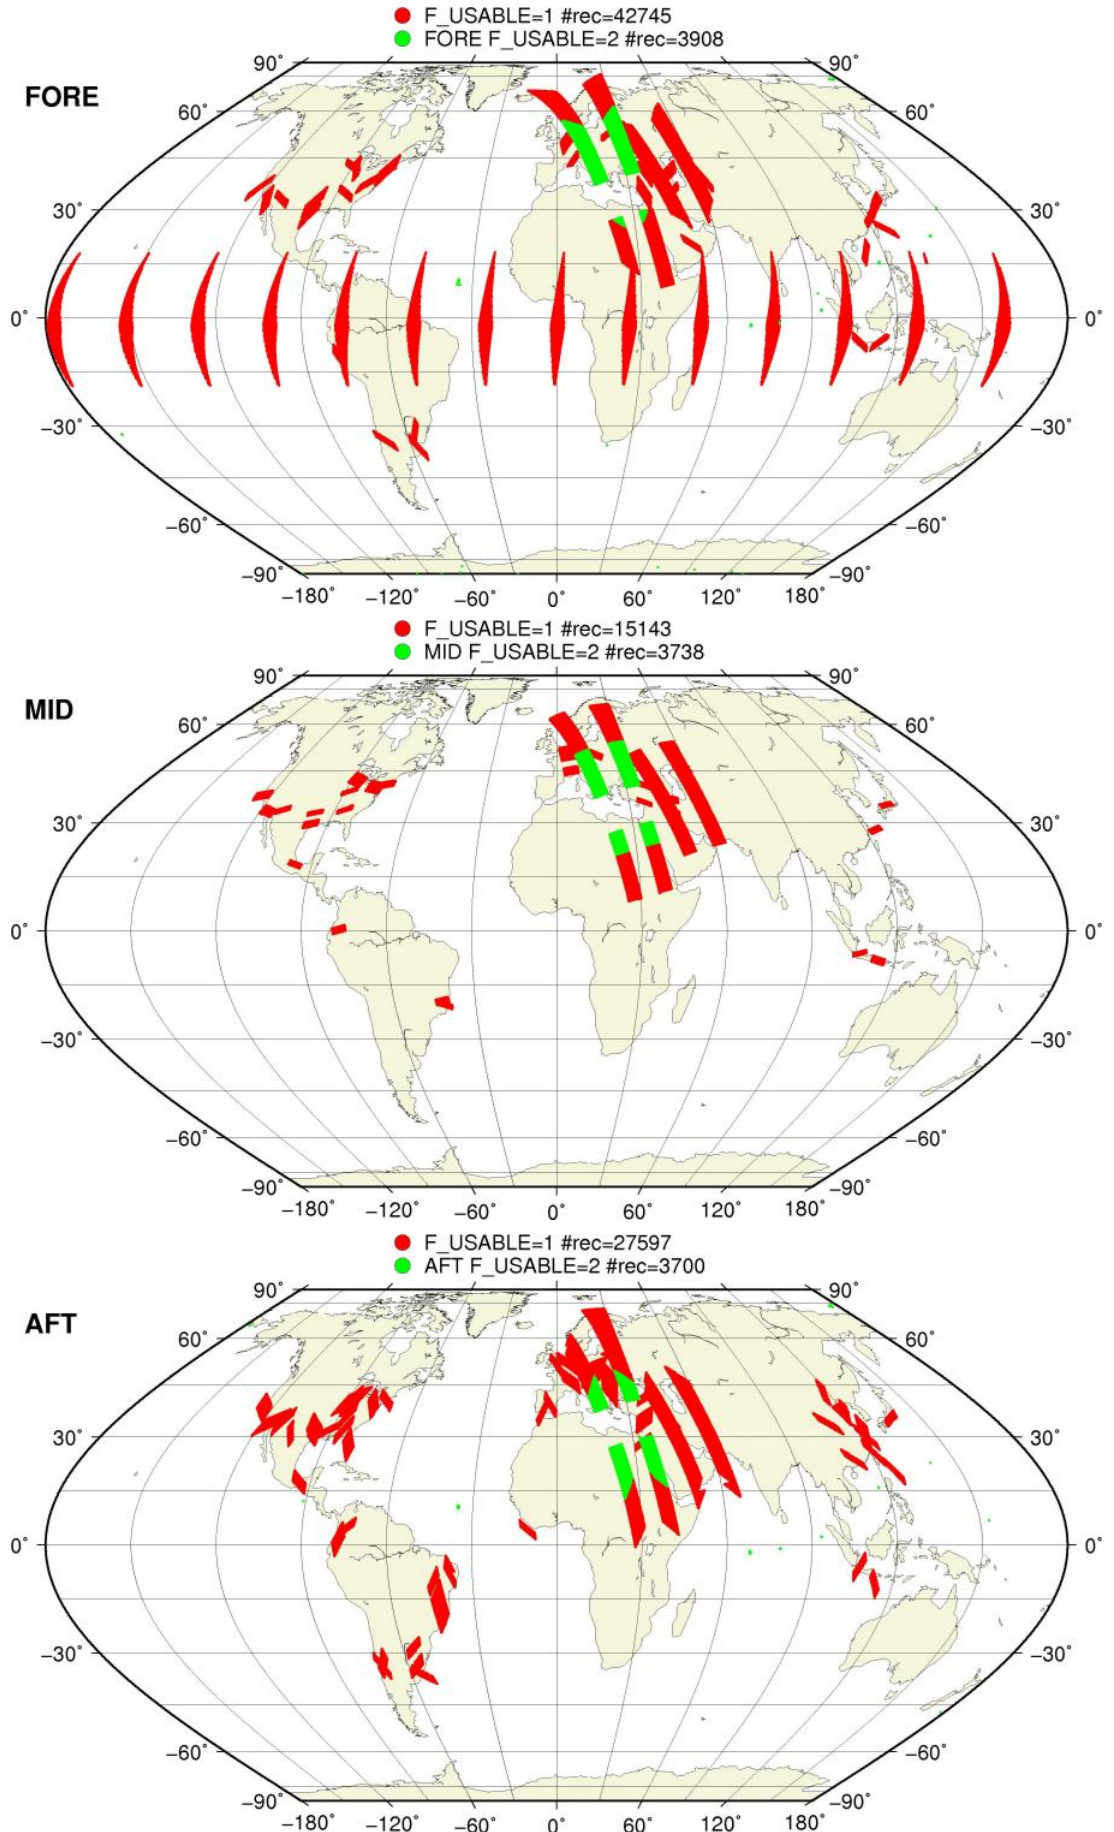 F_USABLE=1 #rec=42745
FORE F_USABLE=2 #rec=3908
FORE
90° 90°
60° 60°
30° 30°
0° 0°
−30° −30°
−60° −60°
−90° −90°
−180° −120° −60° 0° 60° 120° 180°
F_USABLE=1 #rec=15143
MID F_USABLE=2 #rec=3738
MID
90° 90°
60° 60°
30° 30°
0° 0°
−30° −30°
−60° −60°
−90° −90°
−180° −120° −60° 0° 60° 120° 180°
F_USABLE=1 #rec=27597
AFT F_USABLE=2 #rec=3700
AFT
90° 90°
60° 60°
30° 30°
0° 0°
−30° −30°
−60° −60°
−90° −90°
−180° −120° −60° 0° 60° 120° 180°